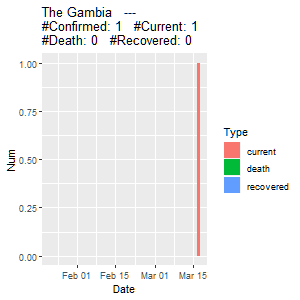 The Gambia   ---
#Confirmed: 1   #Current: 1
#Death: 0   #Recovered: 0
1.00
0.75
0.50
0.25
0.00
Num
Feb 01
Feb 15
Mar 01
Mar 15
Date
Type
current
death
recovered